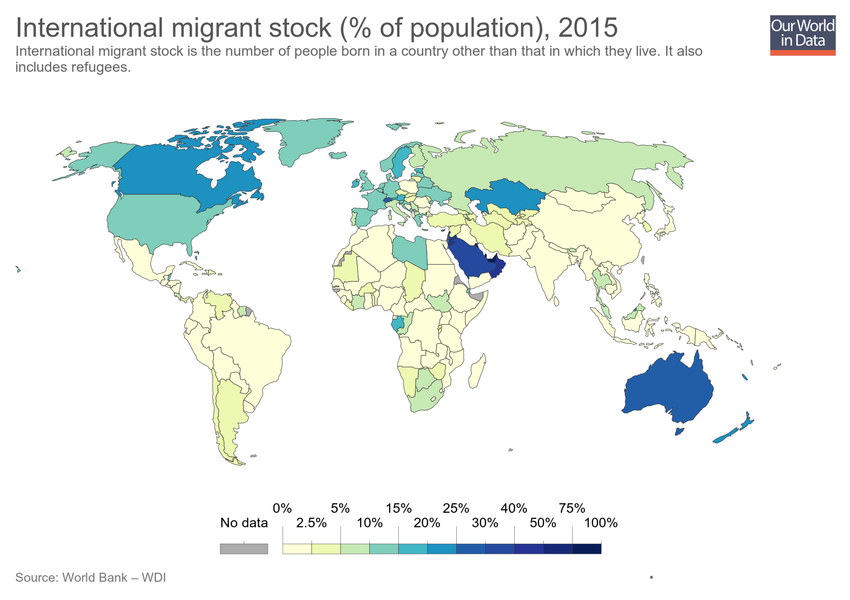 International migrant stock (% of population), 2015
International migrant stock is the number of people born in a country other than that in which they live. It also
includes refugees.
Our World
in Data
0% 5% 15% 25% 40% 75%
No data 2.5% 10% 20% 30% 50% 100%
Source: World Bank – WDI